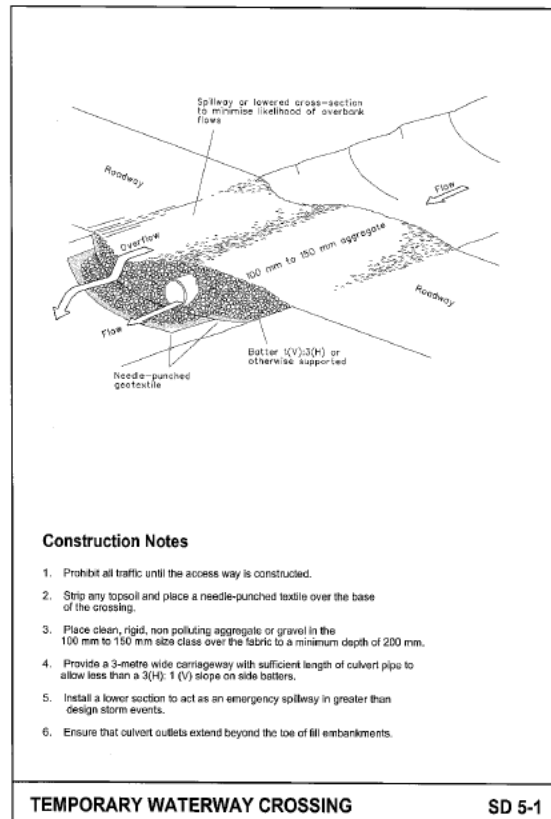 Spillway or lowered cross-section
to minimise likelihood of overbank
flows
Roadway
Flow
Overflow
100 mm to 150 mm aggregate
Roadway
Flow
Batter 1(V):3(H) or
otherwise supported
Needle-punched
geotextile
Construction Notes
1. Prohibit all traffic until the access way is constructed.
2. Strip any topsoil and place a needle-punched textile over the base
of the crossing.
3. Place clean, rigid, non polluting aggregate or gravel in the
100 mm to 150 mm size class over the fabric to a minimum depth of 200 mm.
4. Provide a 3-metre wide carriageway with sufficient length of culvert pipe to
allow less than a 3(H): 1 (V) slope on side batters.
5. Install a lower section to act as an emergency spillway in greater than
design storm events.
6. Ensure that culvert outlets extend beyond the toe of fill embankments.
TEMPORARY WATERWAY CROSSING SD 5-1